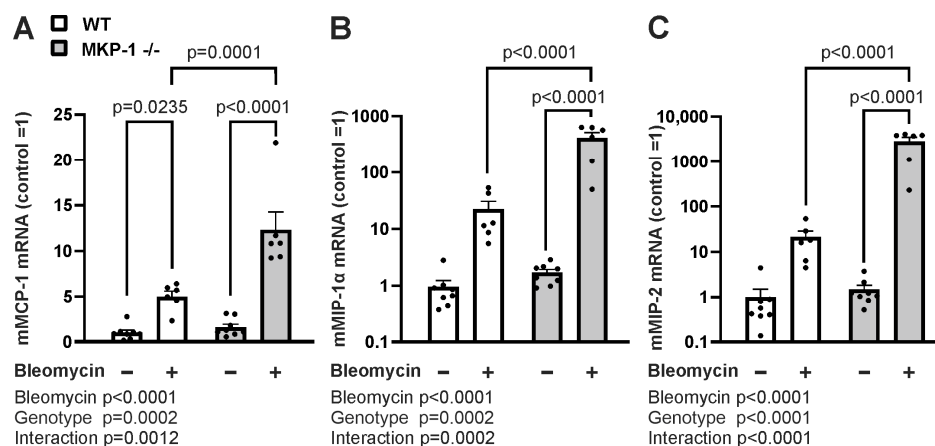 A
WT
MKP-1 -/-
p=0.0001
p=0.0235
p<0.0001
mMCP-1 mRNA (control =1)
25
20
15
10
5
0
Bleomycin − + − +
Bleomycin p<0.0001
Genotype p=0.0002
Interaction p=0.0012
B
p<0.0001
p<0.0001
mMIP-1α mRNA (control =1)
1000
100
10
1
0.1
Bleomycin − + − +
Bleomycin p<0.0001
Genotype p=0.0002
Interaction p=0.0002
C
p<0.0001
p<0.0001
mMIP-2 mRNA (control =1)
10,000
1000
100
10
1
0.1
Bleomycin − + − +
Bleomycin p<0.0001
Genotype p<0.0001
Interaction p<0.0001